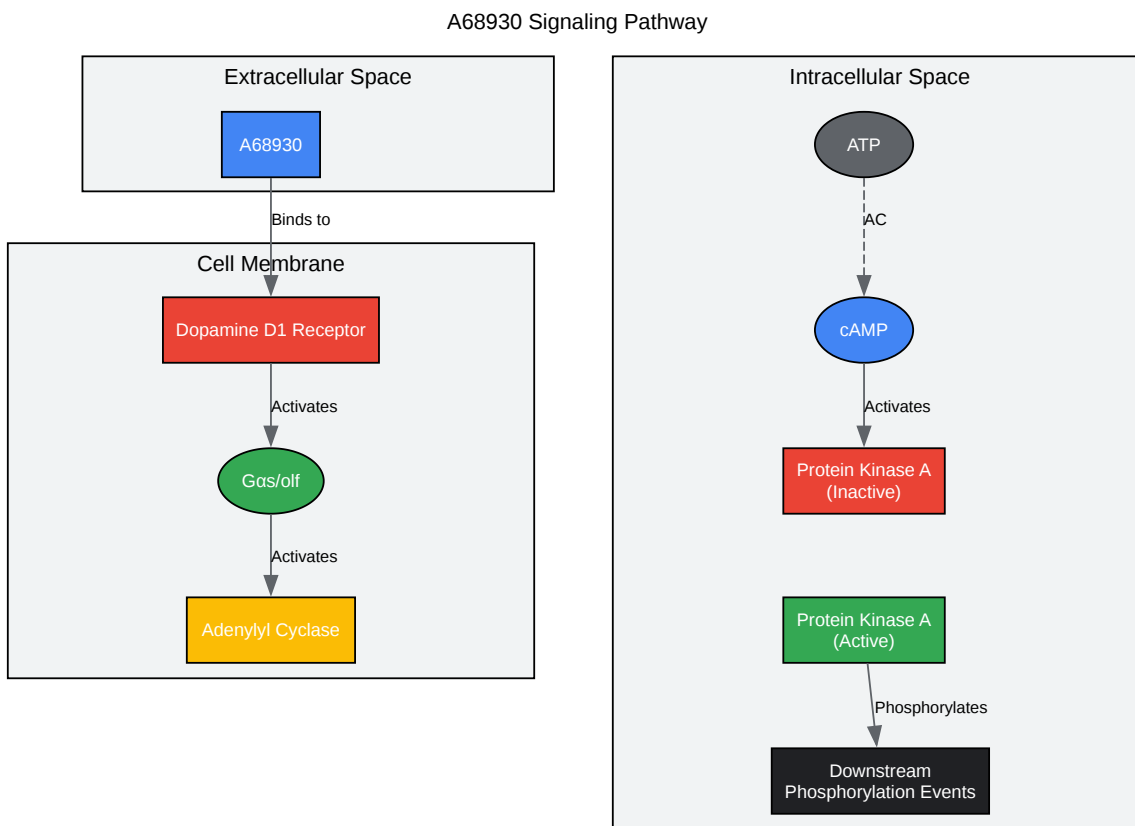 A68930 Signaling Pathway
Extracellular Space
A68930
Binds to
Cell Membrane
Dopamine D1 Receptor
Activates
Gαs/olf
Activates
Adenylyl Cyclase
Intracellular Space
ATP
AC
cAMP
Activates
Protein Kinase A
(Inactive)
Protein Kinase A
(Active)
Phosphorylates
Downstream
Phosphorylation Events